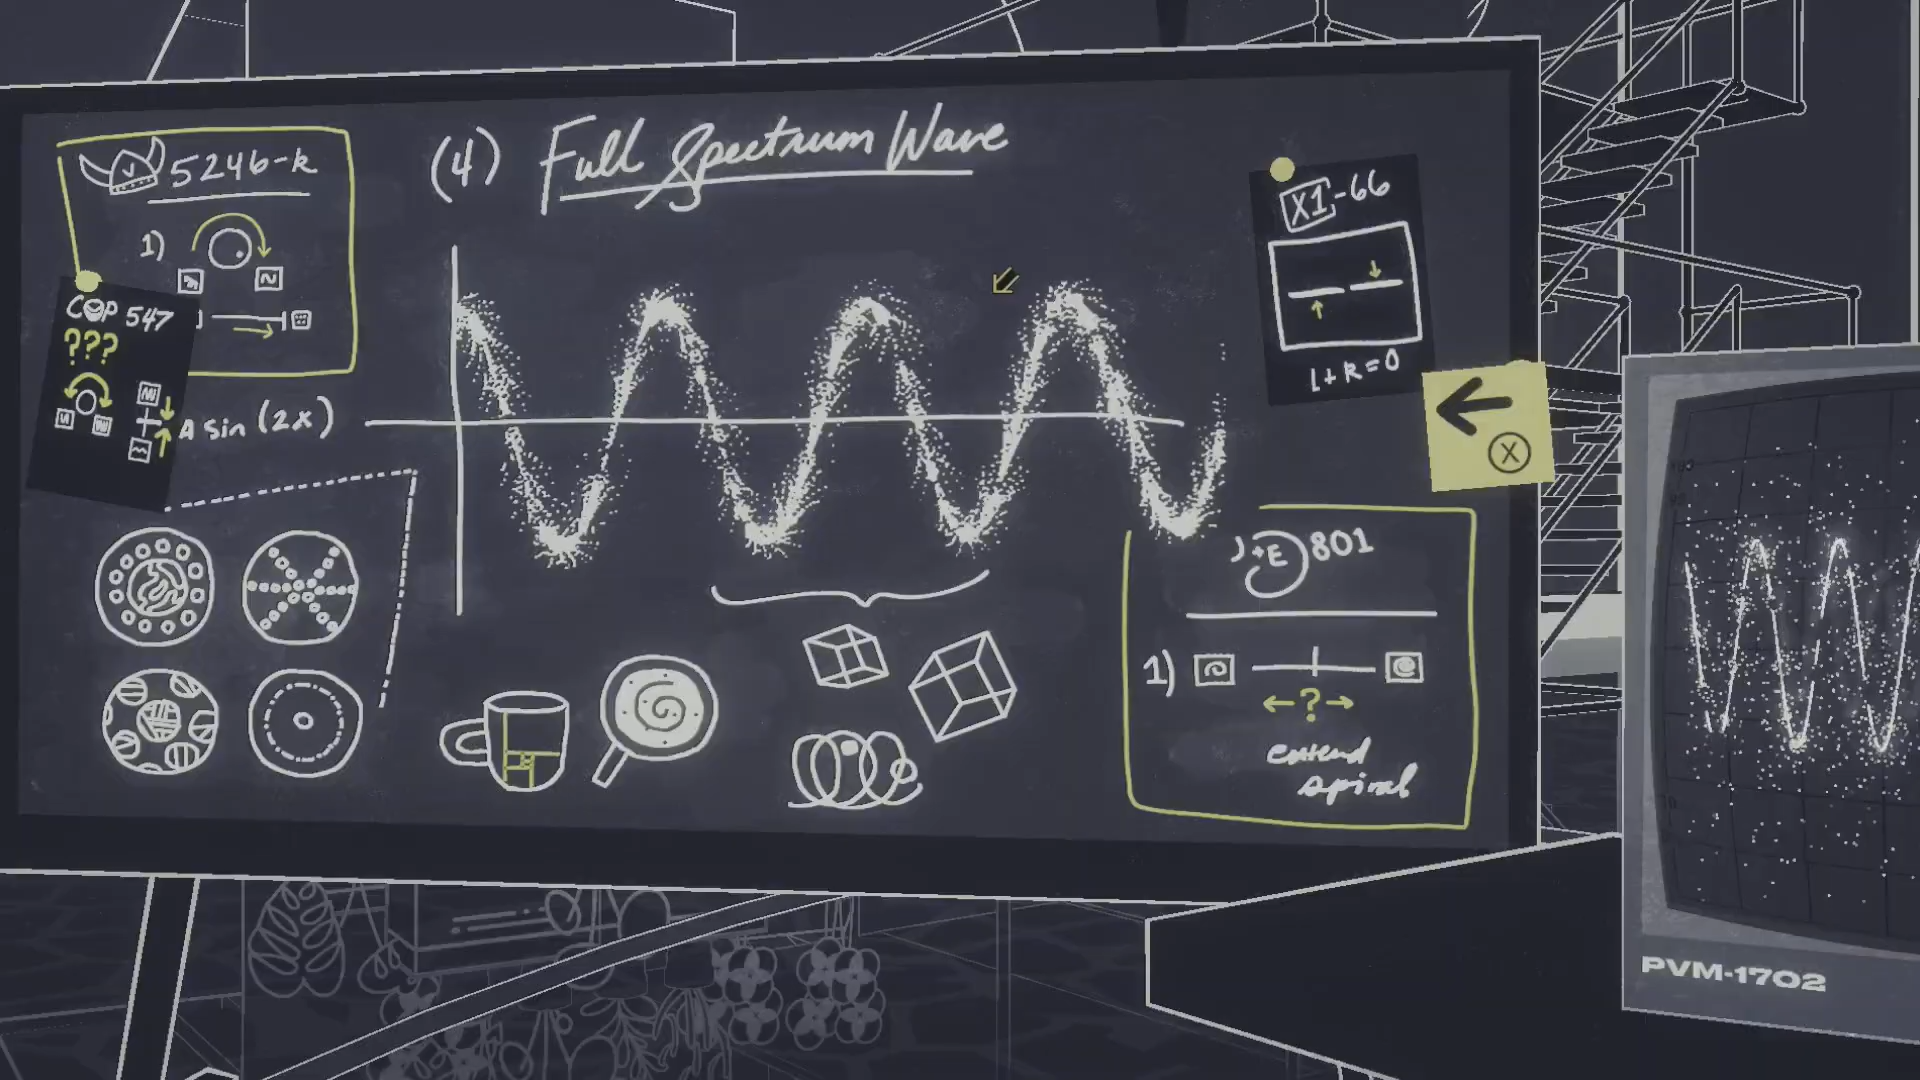 5246-k
1)
COP 547
???
(4) Full Spectrum Wave
A sin (2x)
X1-66
1+k=0
X
J+E 801
1)
?
extend
spiral
PVM-1702